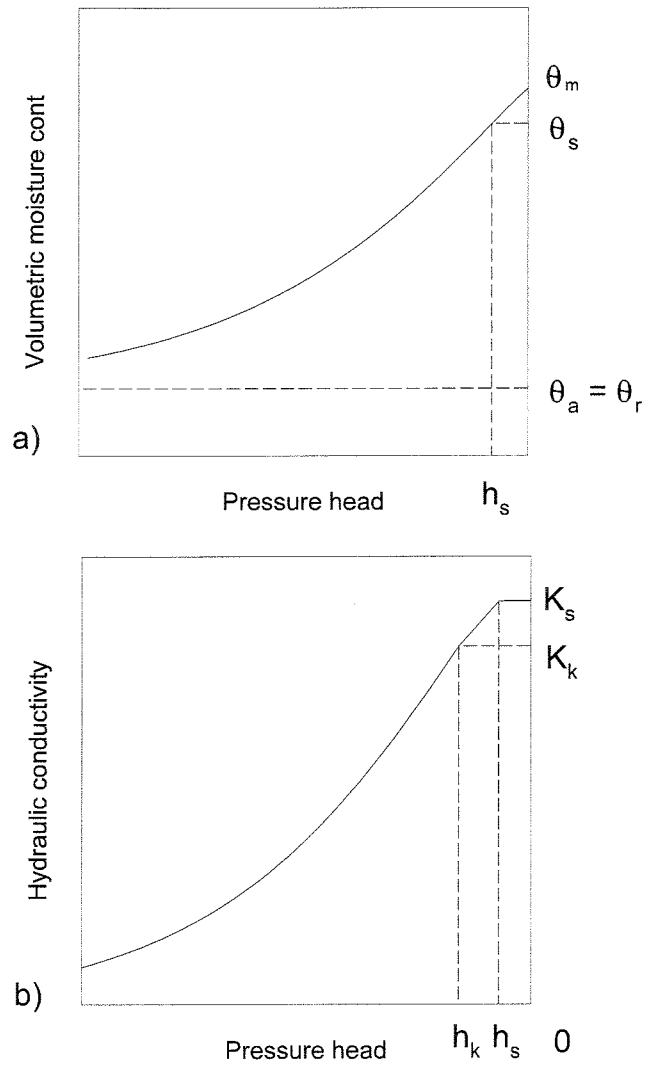 Volumetric moisture cont
θm
θs
θa = θr
a)
Pressure head
hs
Hydraulic conductivity
Ks
Kk
b)
Pressure head
hk hs 0